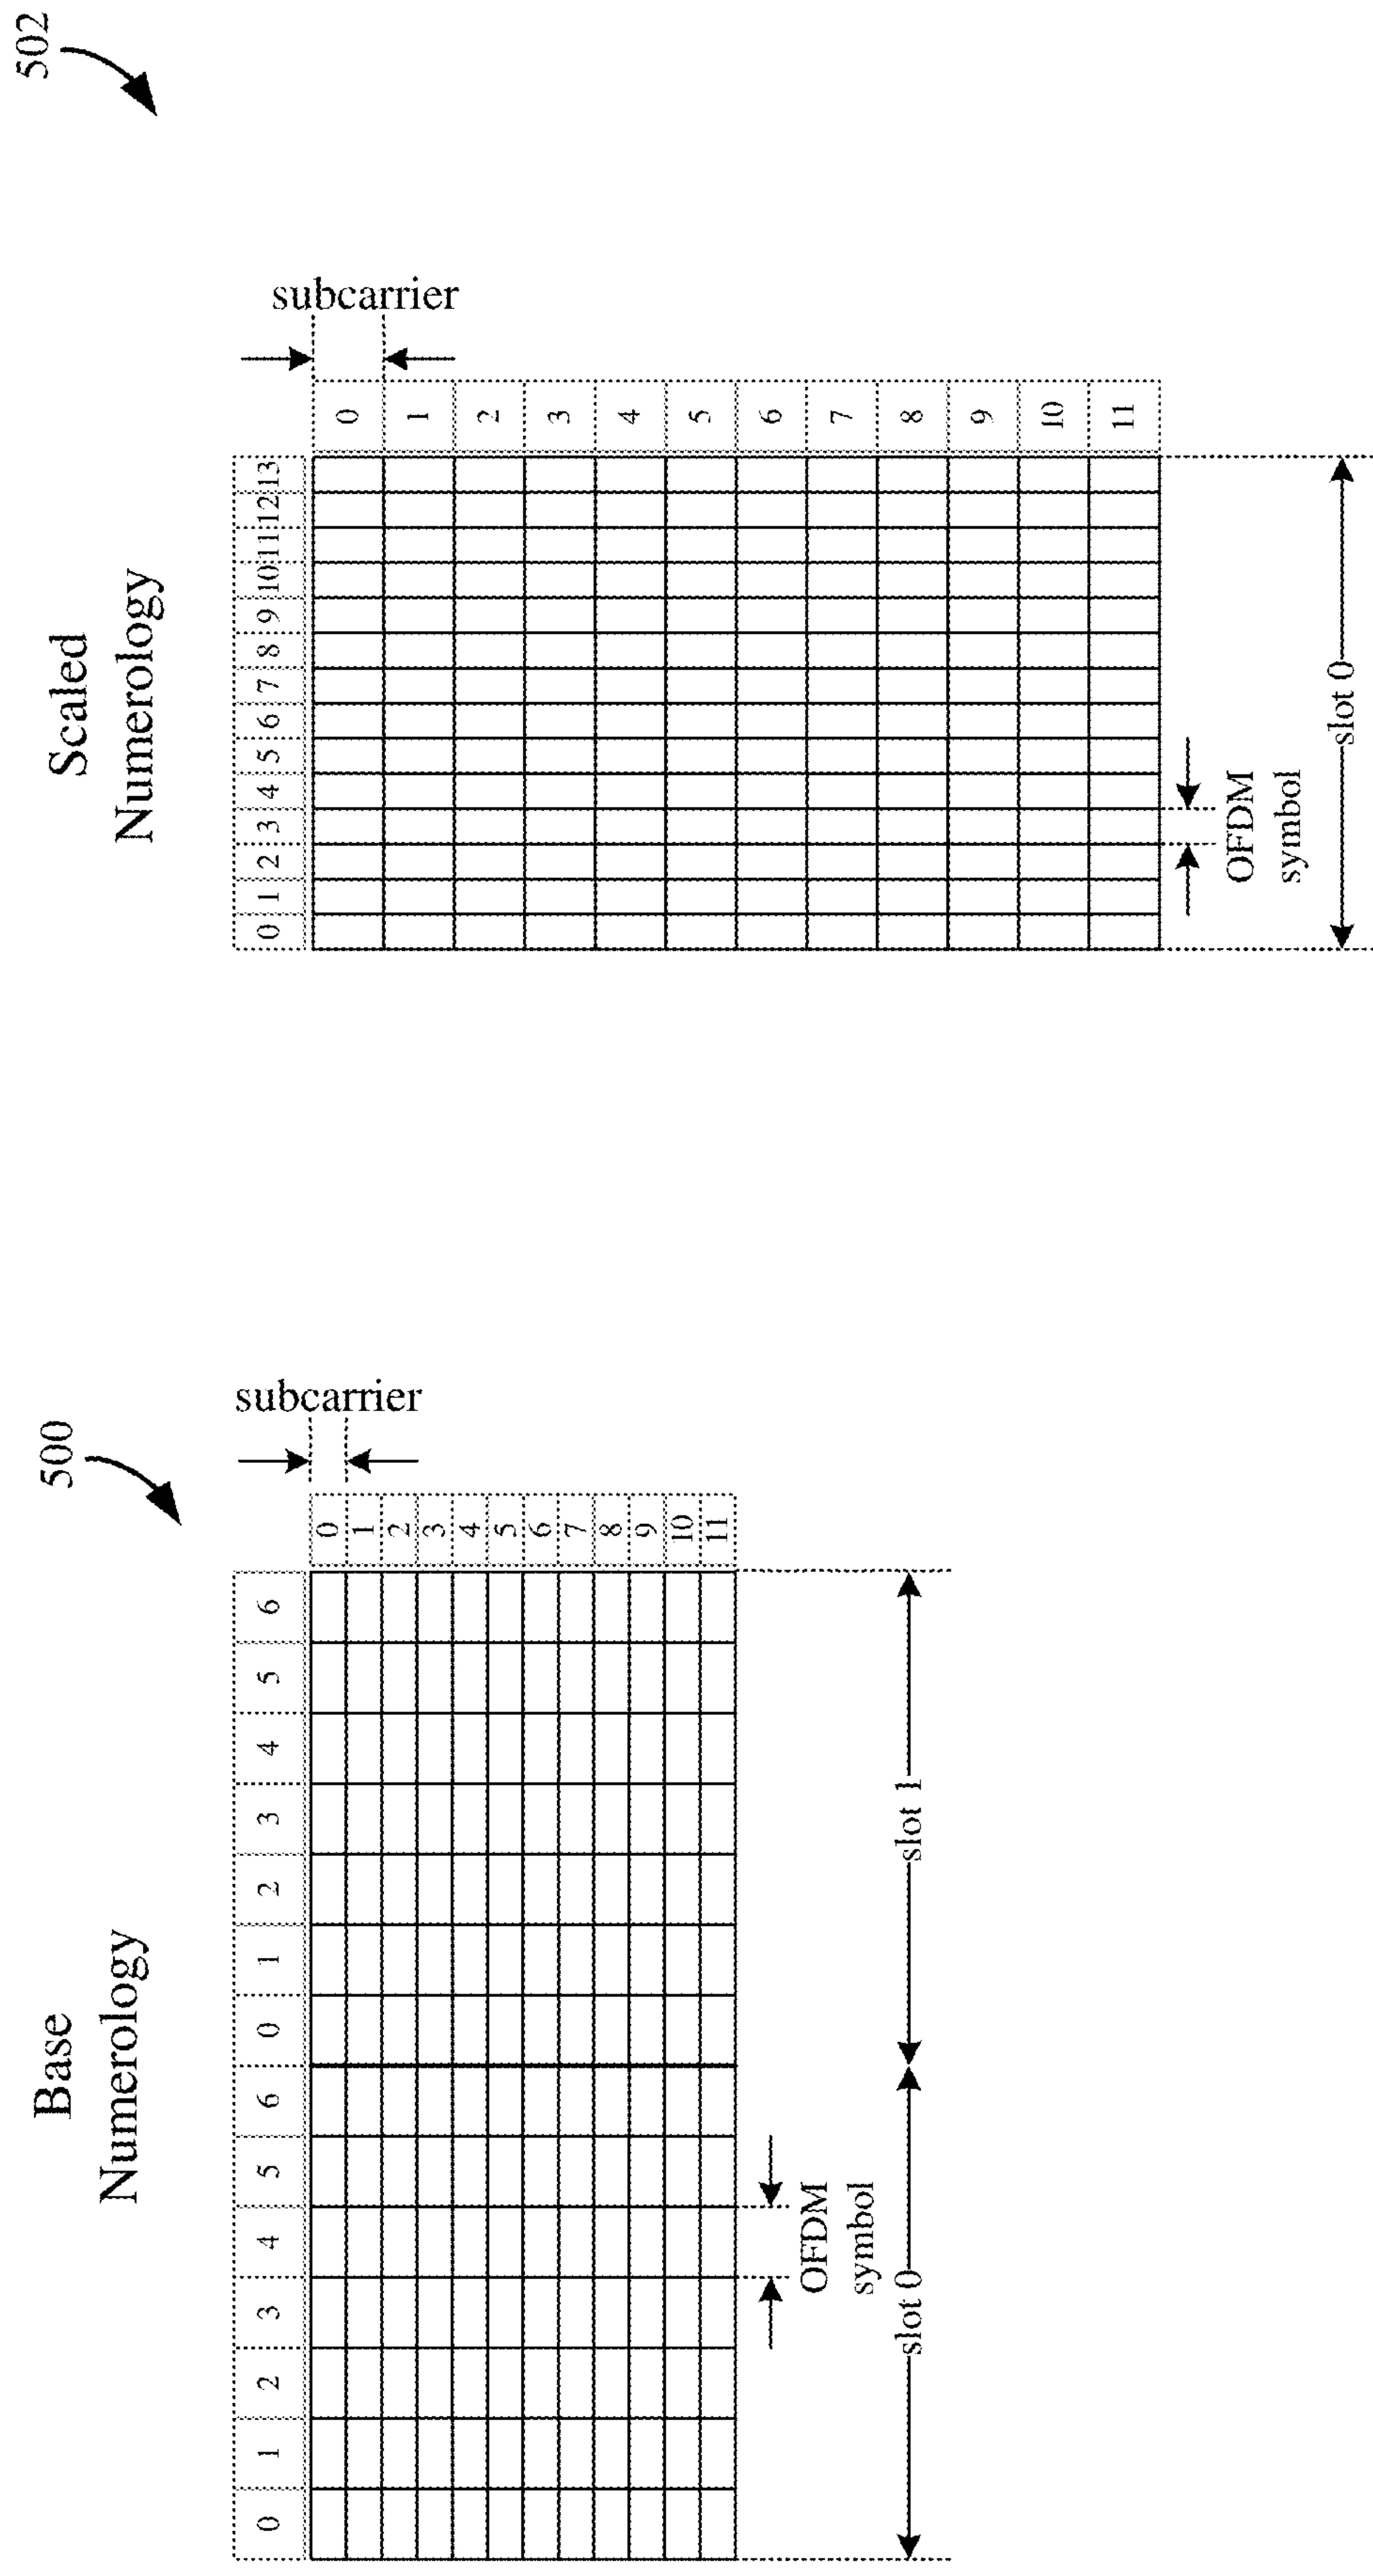 500
Base
Numerology
subcarrier
0 1 2 3 4 5 6 0 1 2 3 4 5 6
0
1
2
3
4
5
6
7
8
9
10
11
OFDM
symbol
slot 0
slot 1
502
Scaled
Numerology
subcarrier
0 1 2 3 4 5 6 7 8 9 10 11 12 13
0
1
2
3
4
5
6
7
8
9
10
11
OFDM
symbol
slot 0